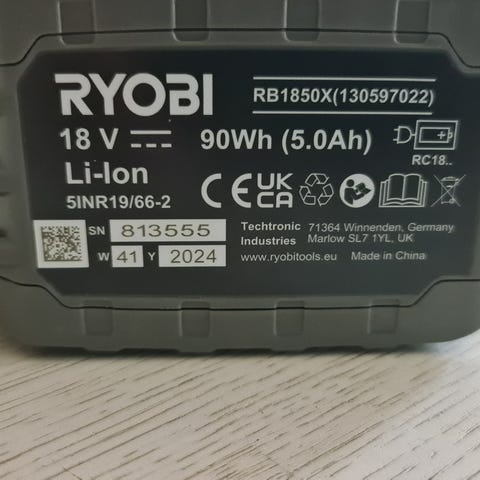 RYOBI
RB1850X(130597022)
18 V 90Wh (5.0Ah)
RC18..
Li-Ion
5INR19/66-2
CE UK CA
SN 813555
W 41 Y 2024
Techtronic 71364 Winnenden, Germany
Industries Marlow SL7 1YL, UK
www.ryobitools.eu Made in China